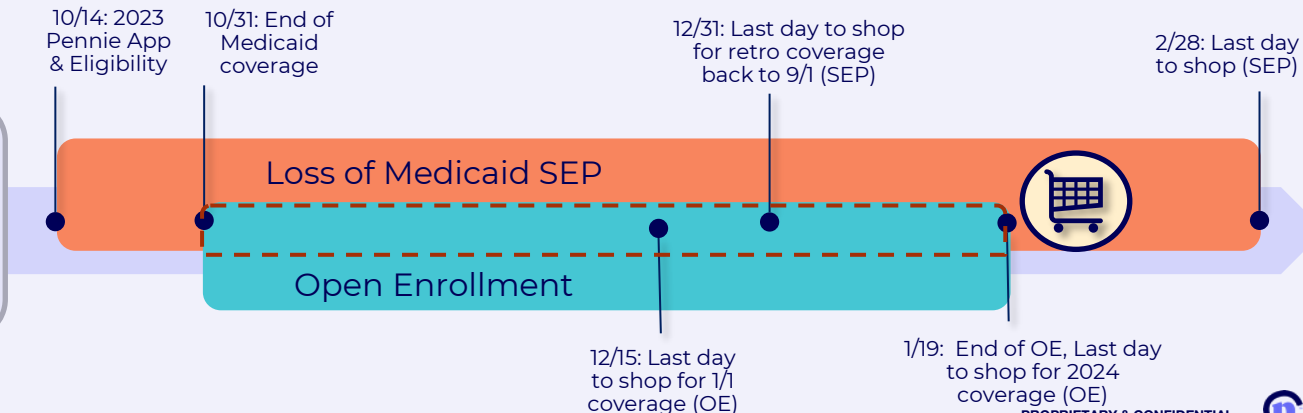 10/14: 2023
Pennie App
& Eligibility
10/31: End of
Medicaid
coverage
12/31: Last day to shop
for retro coverage
back to 9/1 (SEP)
2/28: Last day
to shop (SEP)
Loss of Medicaid SEP
Open Enrollment
12/15: Last day
to shop for 1/1
coverage (OE)
1/19: End of OE, Last day
to shop for 2024
coverage (OE)
PROPRIETARY & CONFIDENTIAL